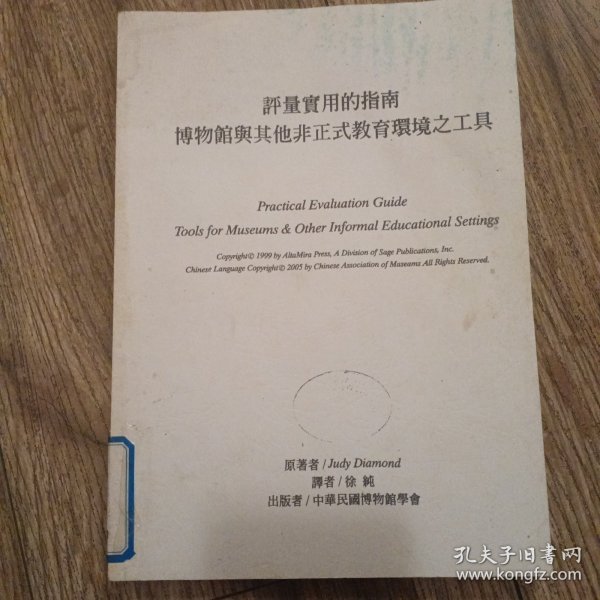 評量實用的指南
博物館與其他非正式教育環境之工具
Practical Evaluation Guide
Tools for Museums & Other Informal Educational Settings
Copyright© 1999 by AltaMira Press, A Division of Sage Publications, Inc.
Chinese Language Copyright© 2005 by Chinese Association of Museams All Rights Reserved.
原著者/Judy Diamond
譯者/徐純
出版者/中華民國博物館學會
孔夫子旧书网
www.kongfz.com